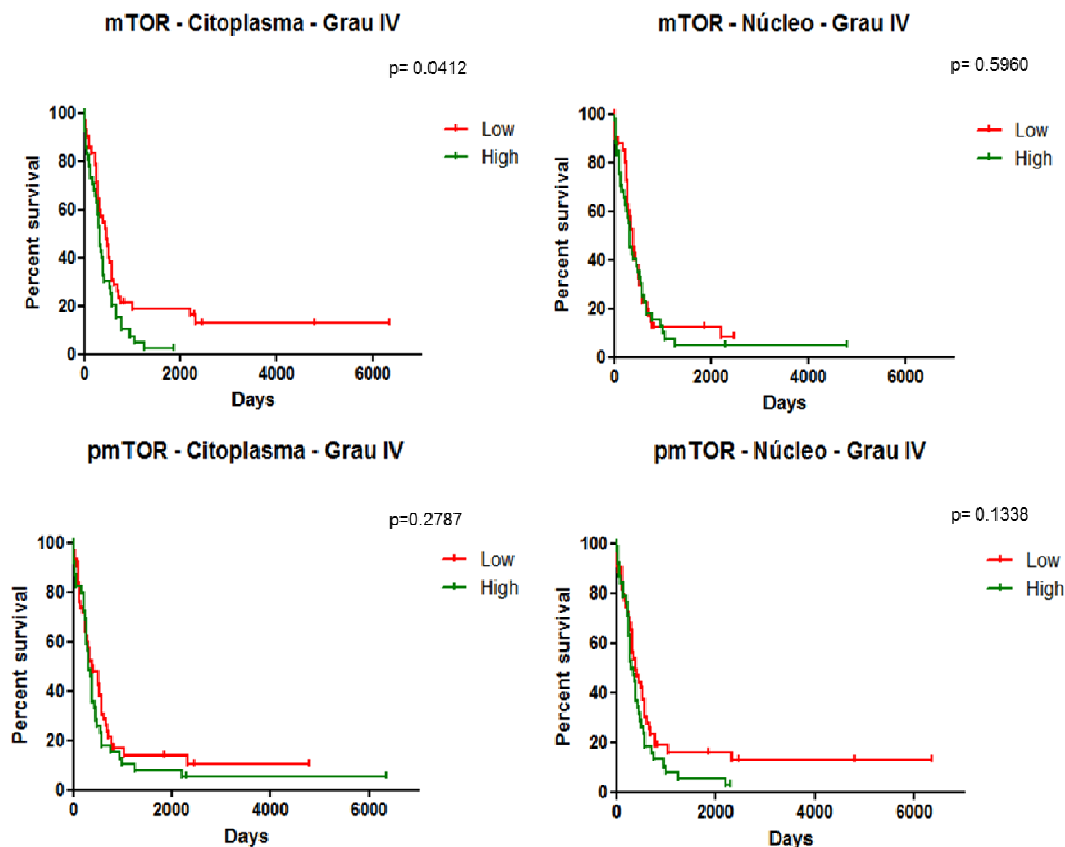 mTOR - Citoplasma - Grau IV
p= 0.0412
Low
High
Percent survival
100
80
60
40
20
0
0 2000 4000 6000
Days
mTOR - Núcleo - Grau IV
p= 0.5960
Low
High
Percent survival
100
80
60
40
20
0
0 2000 4000 6000
Days
pmTOR - Citoplasma - Grau IV
p=0.2787
Low
High
Percent survival
100
80
60
40
20
0
0 2000 4000 6000
Days
pmTOR - Núcleo - Grau IV
p= 0.1338
Low
High
Percent survival
100
80
60
40
20
0
0 2000 4000 6000
Days